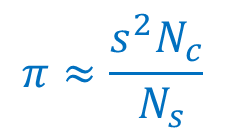 π ≈ s²N_c / N_s